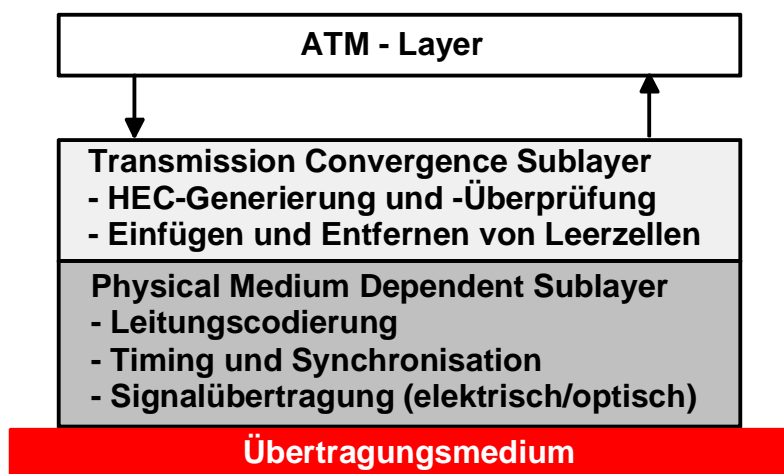 ATM - Layer
Transmission Convergence Sublayer
- HEC-Generierung und -Überprüfung
- Einfügen und Entfernen von Leerzellen
Physical Medium Dependent Sublayer
- Leitungscodierung
- Timing und Synchronisation
- Signalübertragung (elektrisch/optisch)
Übertragungsmedium